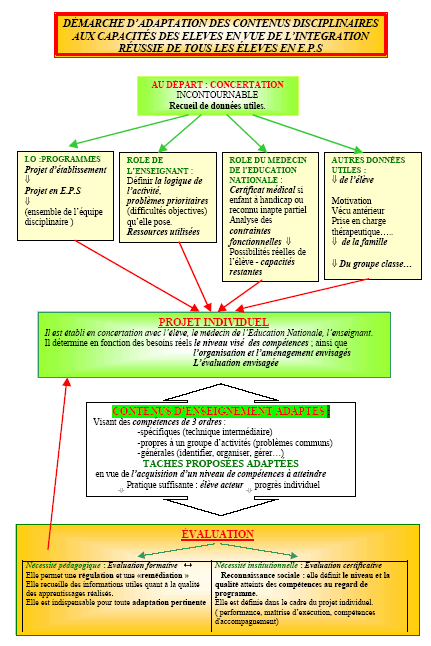 DÉMARCHE D'ADAPTATION DES CONTENUS DISCIPLINAIRES
AUX CAPACITÉS DES ELEVES EN VUE DE L'INTEGRATION
RÉUSSIE DE TOUS LES ÉLEVES EN E.P.S
AU DÉPART : CONCERTATION
INCONTOURNABLE
Recueil de données utiles.
I.O :PROGRAMMES
Projet d'établissement
⇓
Projet en E.P.S
⇓
(ensemble de l'équipe
disciplinaire )
ROLE DE
L'ENSEIGNANT :
Définir la logique de
l'activité,
problèmes prioritaires
(difficultés objectives)
qu'elle pose.
Ressources utilisées
ROLE DU MEDECIN
DE l'EDUCATION
NATIONALE :
Certificat médical si
enfant à handicap ou
reconnu inapte partiel
Analyse des
contraintes
fonctionnelles ⇓
Possibilités réelles de
l'élève - capacités
restantes
AUTRES DONNÉES
UTILES :
⇓ de l'élève
Motivation
Vécu antérieur
Prise en charge
thérapeutique…..
⇓ de la famille
⇓ Du groupe classe…
PROJET INDIVIDUEL
Il est établi en concertation avec l'élève, le médecin de l'Education Nationale, l'enseignant.
Il détermine en fonction des besoins réels le niveau visé des compétences ; ainsi que
l'organisation et l'aménagement envisagés
L'évaluation envisagée
CONTENUS D'ENSEIGNEMENT ADAPTES :
Visant des compétences de 3 ordres :
-spécifiques (technique intermédiaire)
-propres à un groupe d'activités (problèmes communs)
-générales (identifier, organiser, gérer…)
TACHES PROPOSEES ADAPTÉES
en vue de l'acquisition d'un niveau de compétences à atteindre
⇩ Pratique suffisante : élève acteur ⇩ progrès individuel
ÉVALUATION
Nécessité pédagogique : Evaluation formative ↔
Elle permet une régulation et une «remédiation »
Elle recueille des informations utiles quant à la qualité
des apprentissages réalisés.
Elle est indispensable pour toute adaptation pertinente
Nécessité institutionnelle : Evaluation certificative
Reconnaissance sociale : elle définit le niveau et la
qualité atteints des compétences au regard de
programme.
Elle est définie dans le cadre du projet individuel.
( performance, maîtrise d'exécution, compétences
d'accompagnement)